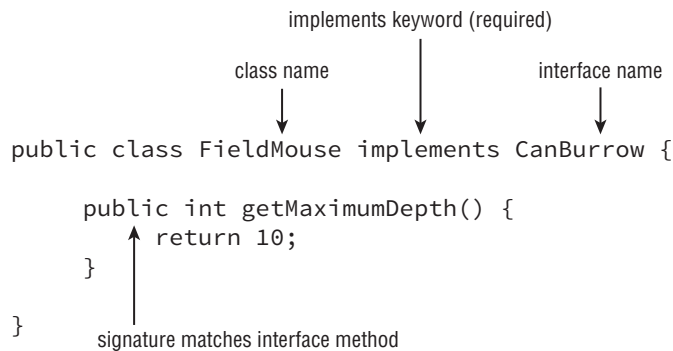 implements keyword (required)
class name interface name
public class FieldMouse implements CanBurrow {
public int getMaximumDepth() {
return 10;
}
}
signature matches interface method